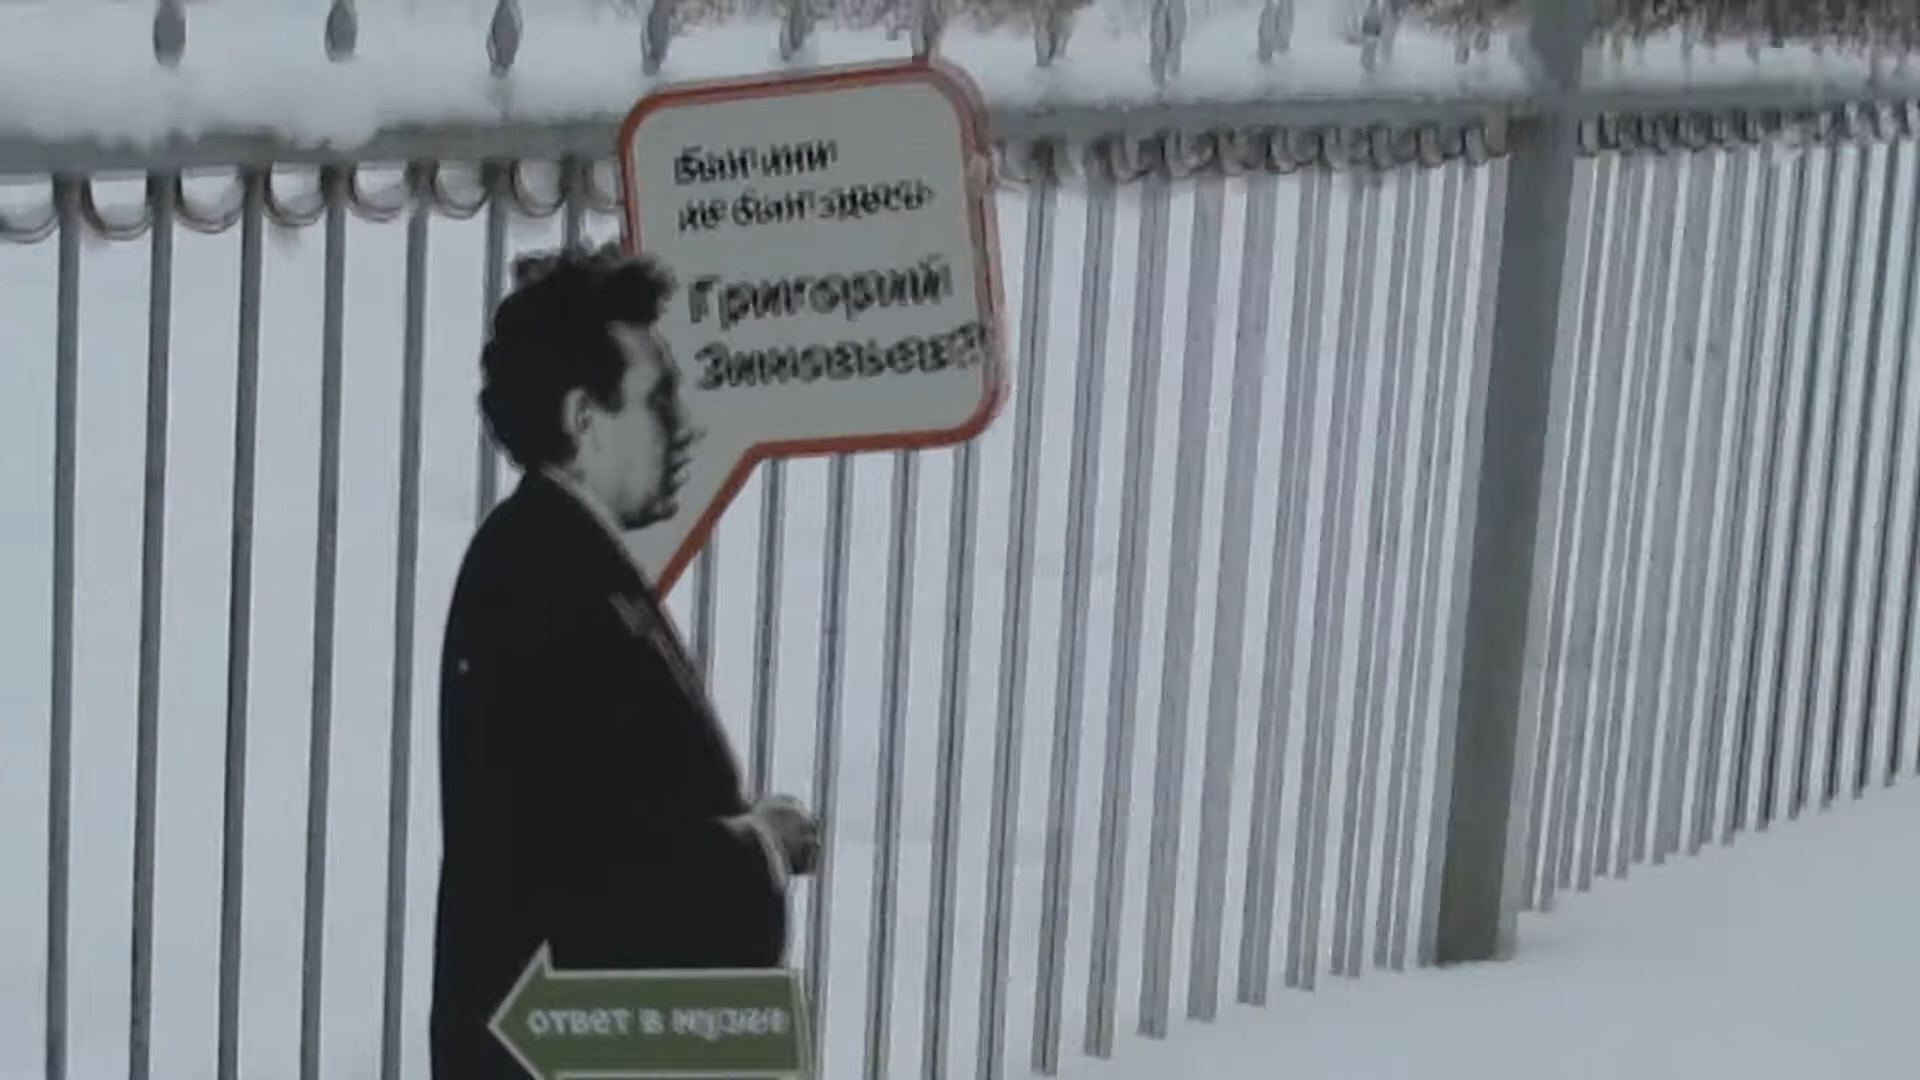 Был или
не был здесь
Григорий
Зиновьев?
ответ в музее